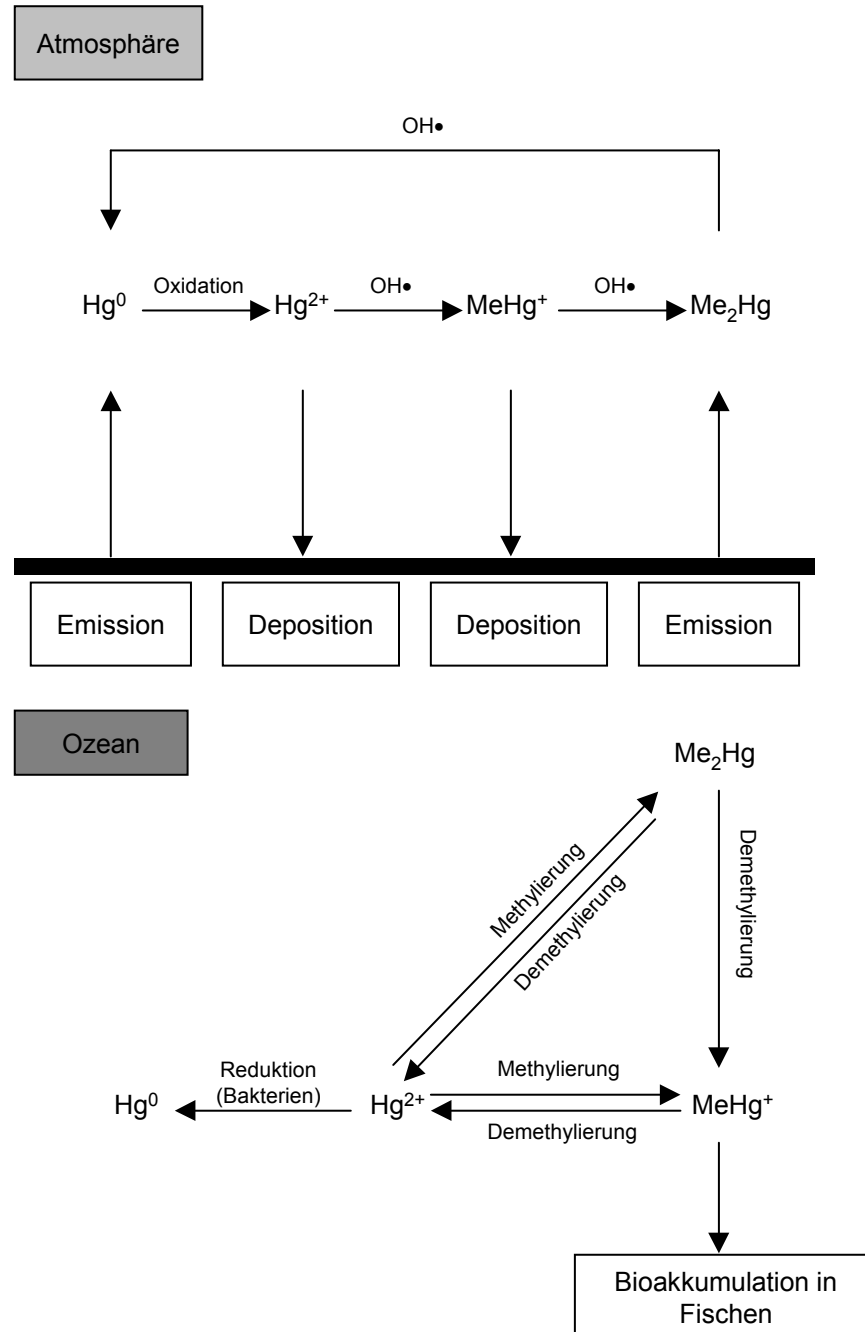 Atmosphäre
OH●
Hg⁰ Oxidation Hg²⁺ OH● MeHg⁺ OH● Me₂Hg
Emission Deposition Deposition Emission
Ozean
Me₂Hg
Methylierung
Demethylierung
Demethylierung
Hg⁰
Reduktion
(Bakterien)
Hg²⁺
Methylierung
Demethylierung
MeHg⁺
Bioakkumulation in
Fischen